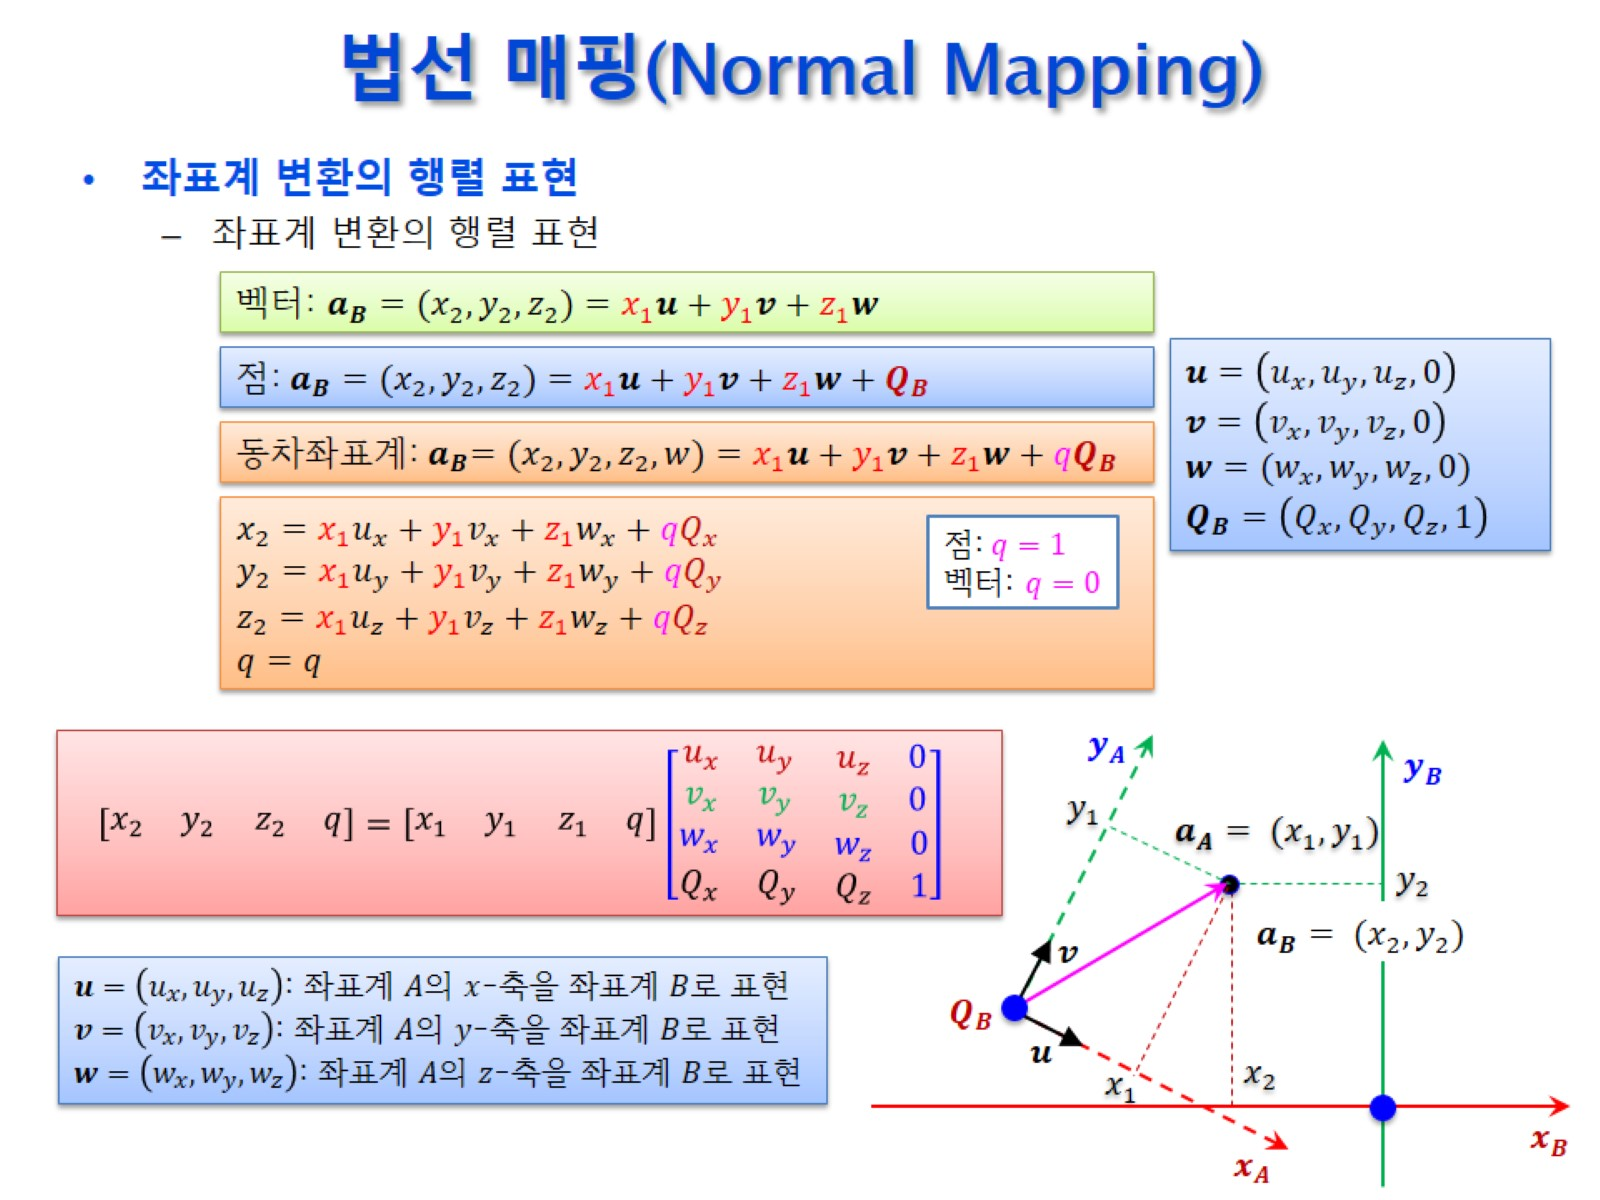 법선 매핑(Normal Mapping)
• 좌표계 변환의 행렬 표현
– 좌표계 변환의 행렬 표현
벡터: a_B = (x_2, y_2, z_2) = x_1u + y_1v + z_1w
점: a_B = (x_2, y_2, z_2) = x_1u + y_1v + z_1w + Q_B
동차좌표계: a_B= (x_2, y_2, z_2, w) = x_1u + y_1v + z_1w + qQ_B
u = (u_x, u_y, u_z, 0)
v = (v_x, v_y, v_z, 0)
w = (w_x, w_y, w_z, 0)
Q_B = (Q_x, Q_y, Q_z, 1)
x_2 = x_1u_x + y_1v_x + z_1w_x + qQ_x
y_2 = x_1u_y + y_1v_y + z_1w_y + qQ_y
z_2 = x_1u_z + y_1v_z + z_1w_z + qQ_z
q = q
점: q = 1
벡터: q = 0
[x_2 y_2 z_2 q] = [x_1 y_1 z_1 q]
u_x u_y u_z 0
v_x v_y v_z 0
w_x w_y w_z 0
Q_x Q_y Q_z 1
u = (u_x, u_y, u_z): 좌표계 A의 x-축을 좌표계 B로 표현
v = (v_x, v_y, v_z): 좌표계 A의 y-축을 좌표계 B로 표현
w = (w_x, w_y, w_z): 좌표계 A의 z-축을 좌표계 B로 표현
y_A
y_B
y_1
a_A = (x_1, y_1)
y_2
a_B = (x_2, y_2)
v
Q_B
u
x_1
x_2
x_B
x_A